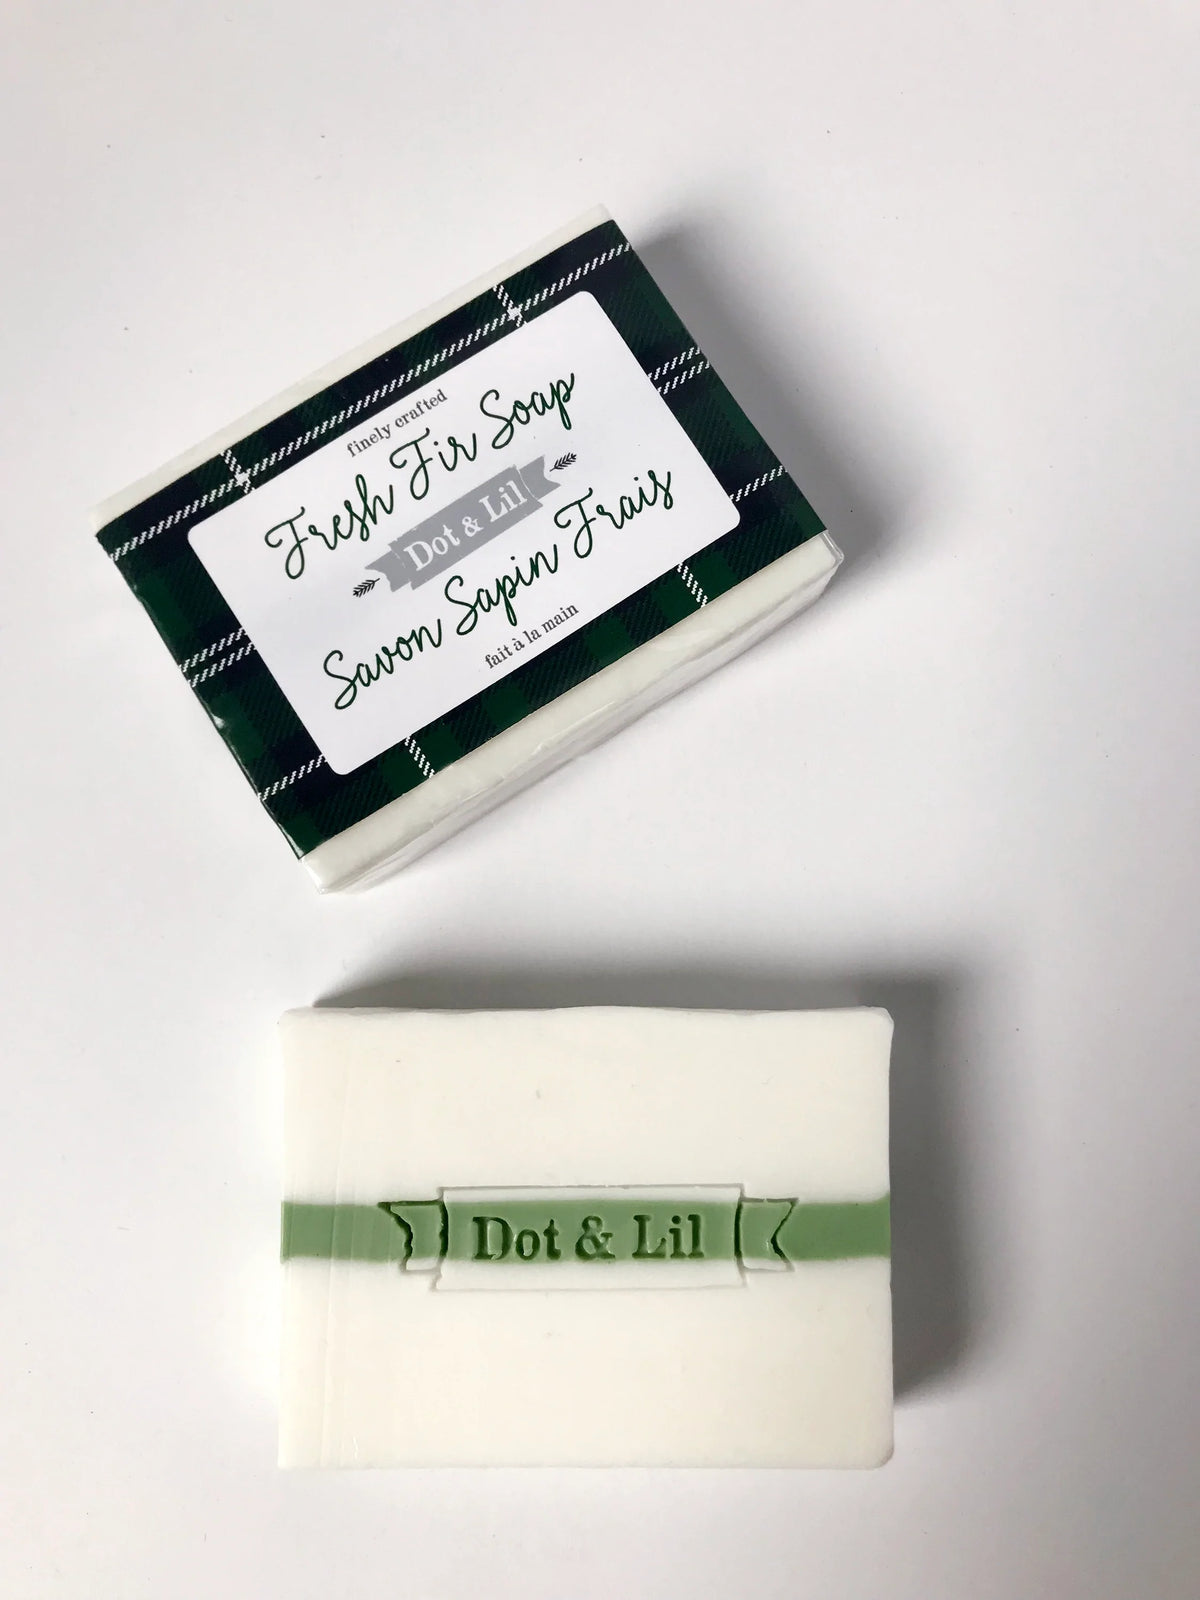 finely crafted
Fresh Fir Soap
Dot & Lil
Savon Sapin Frais
fait à la main
Dot & Lil